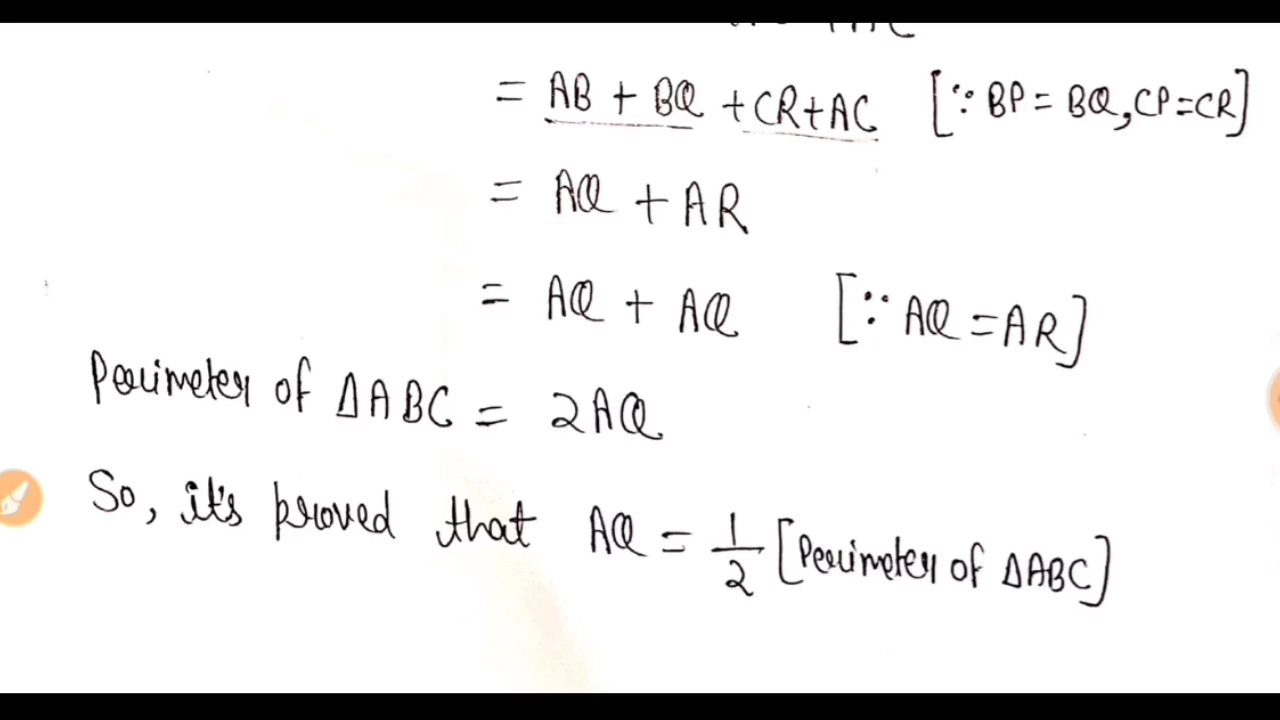 = AB + BQ + CR + AC [∵ BP = BQ, CP = CR]
= AQ + AR
= AQ + AQ [∵ AQ = AR]
Perimeter of ΔABC = 2AQ
So, it's proved that AQ = 1/2 [Perimeter of ΔABC]